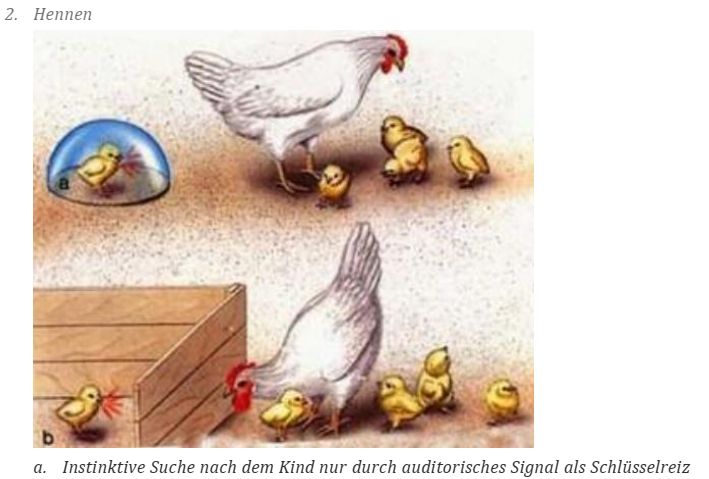 2. Hennen
a
b
a. Instinktive Suche nach dem Kind nur durch auditorisches Signal als Schlüsselreiz